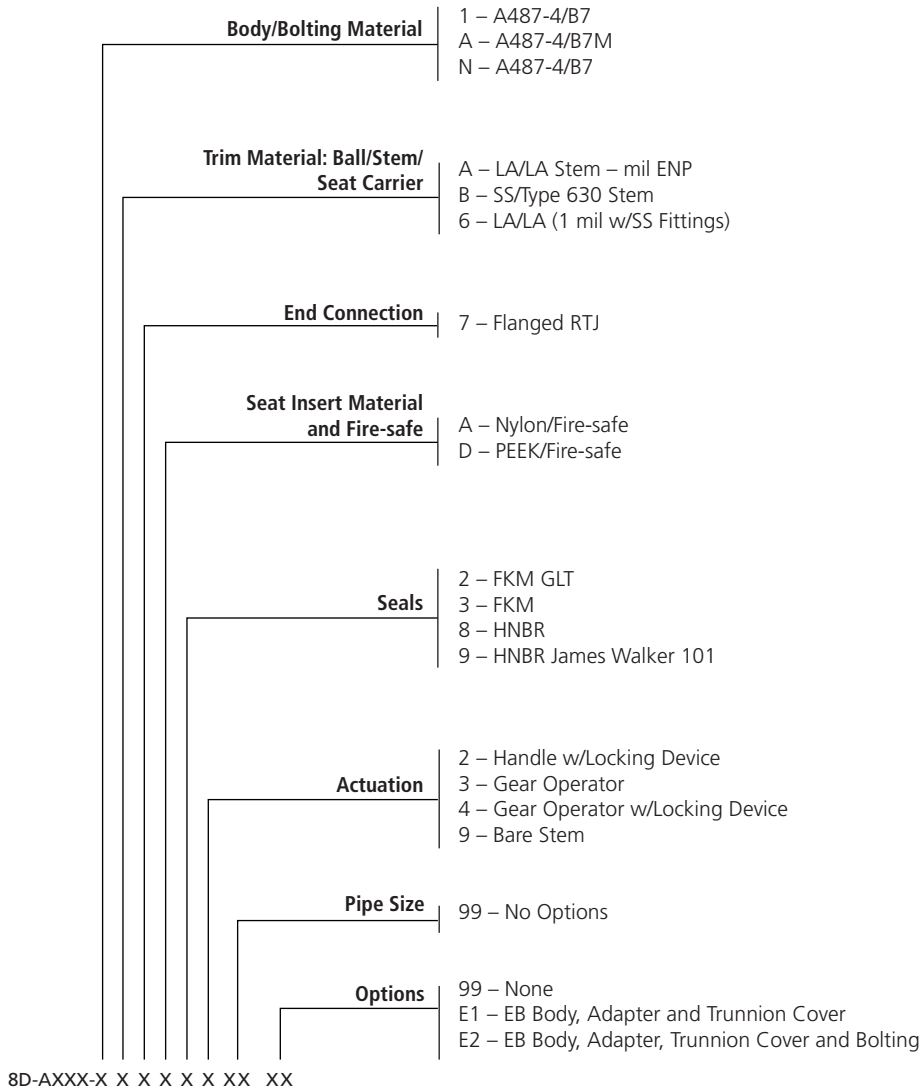 Body/Bolting Material
1 – A487-4/B7
A – A487-4/B7M
N – A487-4/B7
Trim Material: Ball/Stem/
Seat Carrier
A – LA/LA Stem – mil ENP
B – SS/Type 630 Stem
6 – LA/LA (1 mil w/SS Fittings)
End Connection
7 – Flanged RTJ
Seat Insert Material
and Fire-safe
A – Nylon/Fire-safe
D – PEEK/Fire-safe
Seals
2 – FKM GLT
3 – FKM
8 – HNBR
9 – HNBR James Walker 101
Actuation
2 – Handle w/Locking Device
3 – Gear Operator
4 – Gear Operator w/Locking Device
9 – Bare Stem
Pipe Size
99 – No Options
Options
99 – None
E1 – EB Body, Adapter and Trunnion Cover
E2 – EB Body, Adapter, Trunnion Cover and Bolting
8D-AXXX-X X X X X X XX XX